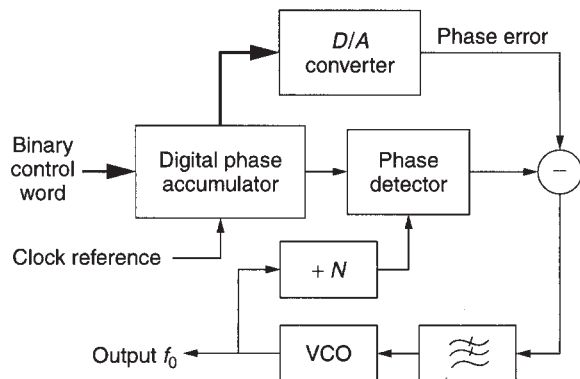 D/A
converter
Phase error
Binary
control
word
Digital phase
accumulator
Phase
detector
−
Clock reference
+ N
Output f₀
VCO